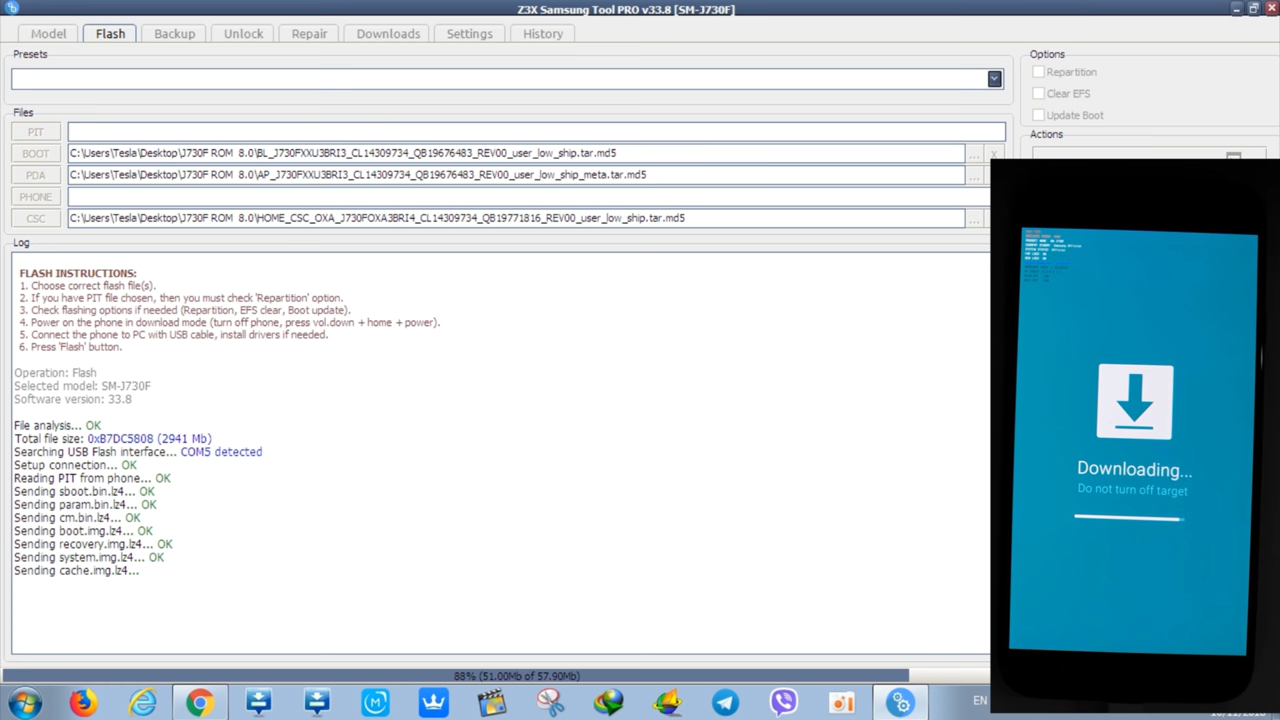 Z3X Samsung Tool PRO v33.8 [SM-J730F]
Model Flash Backup Unlock Repair Downloads Settings History
Presets
Options
Repartition
Clear EFS
Update Boot
Files
Actions
PIT
BOOT C:\Users\Tesla\Desktop\J730F ROM 8.0\BL_J730FXXU3BRI3_CL14309734_QB19676483_REV00_user_low_ship.tar.md5 ... X
PDA C:\Users\Tesla\Desktop\J730F ROM 8.0\AP_J730FXXU3BRI3_CL14309734_QB19676483_REV00_user_low_ship_meta.tar.md5 ...
PHONE
CSC C:\Users\Tesla\Desktop\J730F ROM 8.0\HOME_CSC_OXA_J730FOXA3BRI4_CL14309734_QB19771816_REV00_user_low_ship.tar.md5 ...
Log
FLASH INSTRUCTIONS:
1. Choose correct flash file(s).
2. If you have PIT file chosen, then you must check 'Repartition' option.
3. Check flashing options if needed (Repartition, EFS clear, Boot update).
4. Power on the phone in download mode (turn off phone, press vol.down + home + power).
5. Connect the phone to PC with USB cable, install drivers if needed.
6. Press 'Flash' button.
Operation: Flash
Selected model: SM-J730F
Software version: 33.8
File analysis... OK
Total file size: 0xB7DC5808 (2941 Mb)
Searching USB Flash interface... COM5 detected
Setup connection... OK
Reading PIT from phone... OK
Sending sboot.bin.lz4... OK
Sending param.bin.lz4... OK
Sending cm.bin.lz4... OK
Sending boot.img.lz4... OK
Sending recovery.img.lz4... OK
Sending system.img.lz4... OK
Sending cache.img.lz4...
Downloading...
Do not turn off target
88% (51.00Mb of 57.90Mb)
EN